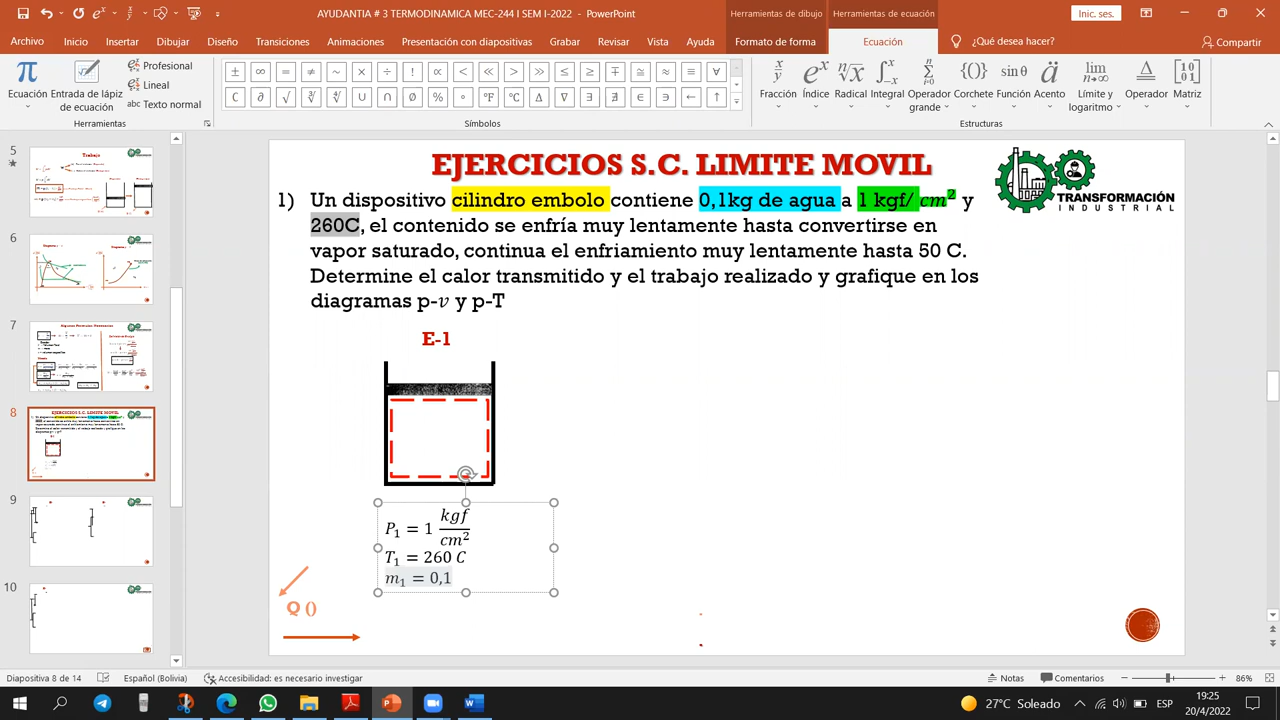 AYUDANTIA # 3 TERMODINAMICA MEC-244 I SEM I-2022 - PowerPoint
Herramientas de dibujo
Herramientas de ecuación
Inic. ses.
Archivo Inicio Insertar Dibujar Diseño Transiciones Animaciones Presentación con diapositivas Grabar Revisar Vista Ayuda Formato de forma Ecuación ¿Qué desea hacer? Compartir
Ecuación
Entrada de lápiz de ecuación
Profesional
Lineal
abc Texto normal
Herramientas
± ∞ = ≠ ~ × ÷ ! ∝ < ≪ > ≫ ≤ ≥ ∓ ≅ ≈ ≡ ∀
∁ ∂ √ ∛ ∜ ∪ ∩ ∅ % ° °F °C ∆ ∇ ∃ ∄ ∈ ∋ ← ↑
Símbolos
Fracción Índice Radical Integral Operador grande Corchete Función Acento Límite y logaritmo Operador Matriz
Estructuras
5
Trabajo
7
8
9
10
EJERCICIOS S.C. LIMITE MOVIL
TRANSFORMACIÓN
INDUSTRIAL
1) Un dispositivo cilindro embolo contiene 0,1kg de agua a 1 kgf/ cm² y
260C, el contenido se enfría muy lentamente hasta convertirse en
vapor saturado, continua el enfriamiento muy lentamente hasta 50 C.
Determine el calor transmitido y el trabajo realizado y grafique en los
diagramas p-v y p-T
E-1
P₁ = 1 kgf/cm²
T₁ = 260 C
m₁ = 0,1
Q ()
Diapositiva 8 de 14 Español (Bolivia) Accesibilidad: es necesario investigar Notas Comentarios 86%
27°C Soleado ESP 19:25
20/4/2022